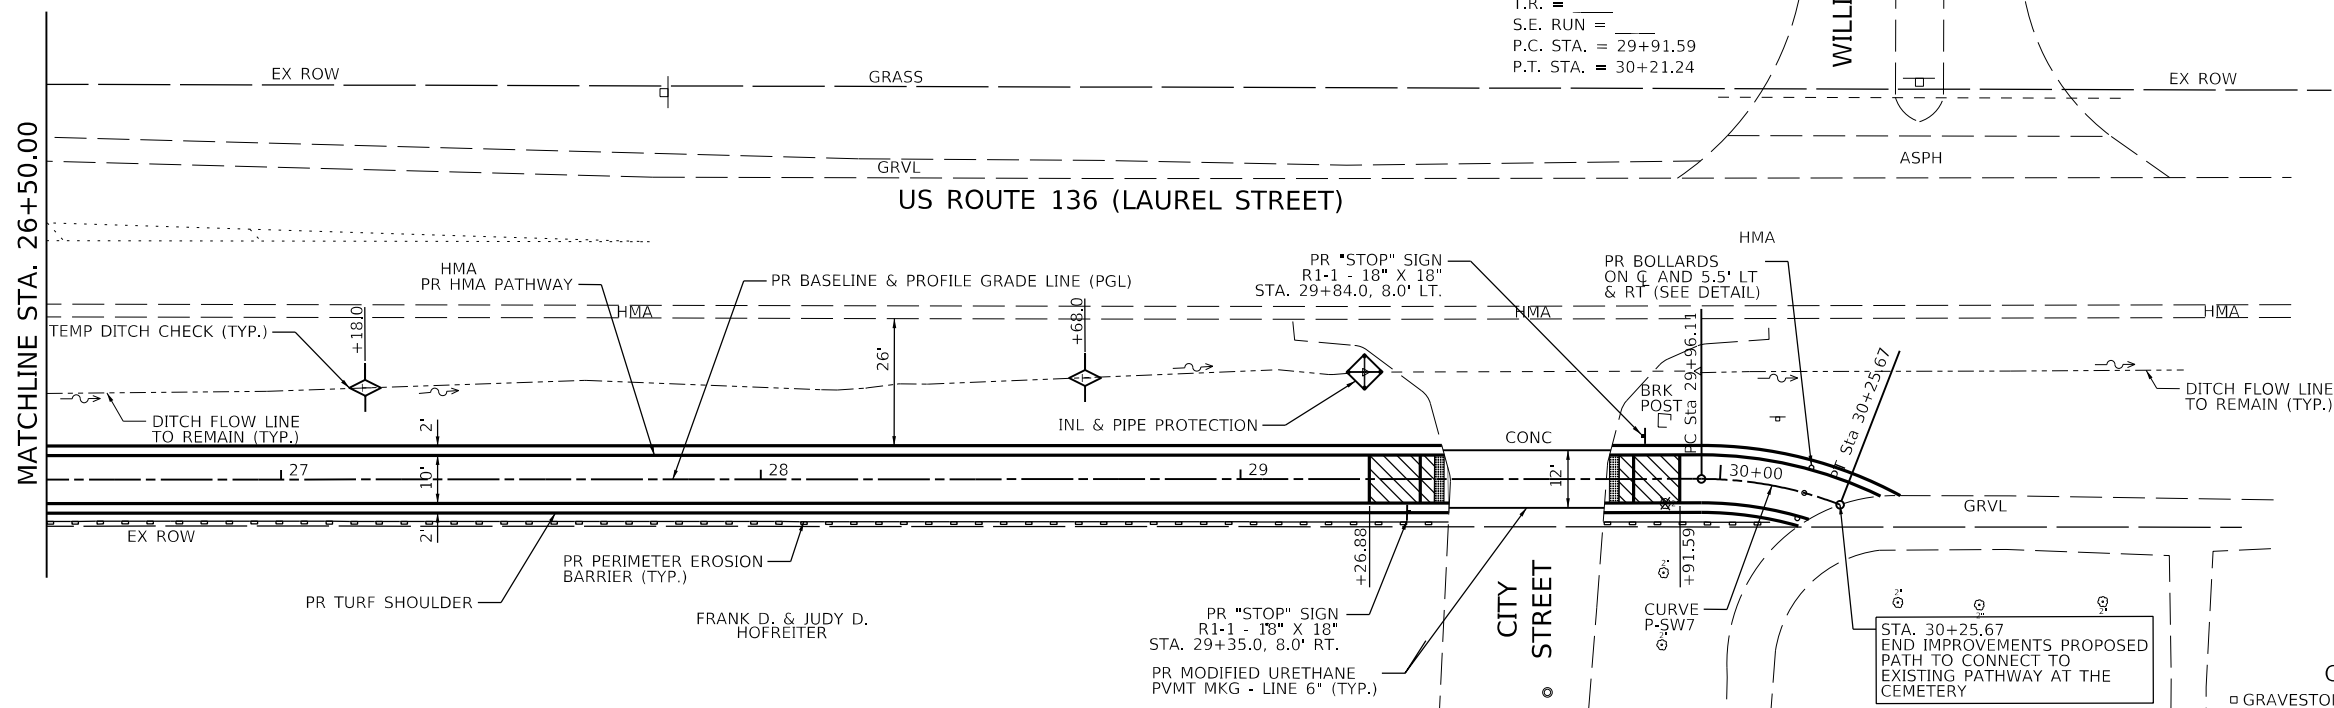 T.R. = ____
S.E. RUN = ____
P.C. STA. = 29+91.59
P.T. STA. = 30+21.24
EX ROW
GRASS
EX ROW
GRVL
ASPH
US ROUTE 136 (LAUREL STREET)
MATCHLINE STA. 26+50.00
HMA
HMA
PR HMA PATHWAY
PR BASELINE & PROFILE GRADE LINE (PGL)
PR "STOP" SIGN
R1-1 - 18" X 18"
STA. 29+84.0, 8.0' LT.
PR BOLLARDS
ON ℄ AND 5.5' LT
& RT (SEE DETAIL)
HMA
HMA
HMA
TEMP DITCH CHECK (TYP.)
+18.0
+68.0
26'
PC Sta 29+96.11
Sta 30+25.67
DITCH FLOW LINE
TO REMAIN (TYP.)
DITCH FLOW LINE
TO REMAIN (TYP.)
BRK
POST
INL & PIPE PROTECTION
CONC
2'
10'
2'
12'
27
28
29
30+00
GRVL
EX ROW
PR PERIMETER EROSION
BARRIER (TYP.)
+26.88
+91.59
PR TURF SHOULDER
FRANK D. & JUDY D.
HOFREITER
PR "STOP" SIGN
R1-1 - 18" X 18"
STA. 29+35.0, 8.0' RT.
PR MODIFIED URETHANE
PVMT MKG - LINE 6" (TYP.)
CITY
STREET
CURVE
P-SW7
2'
2'
2'
2'
2'
STA. 30+25.67
END IMPROVEMENTS PROPOSED
PATH TO CONNECT TO
EXISTING PATHWAY AT THE
CEMETERY